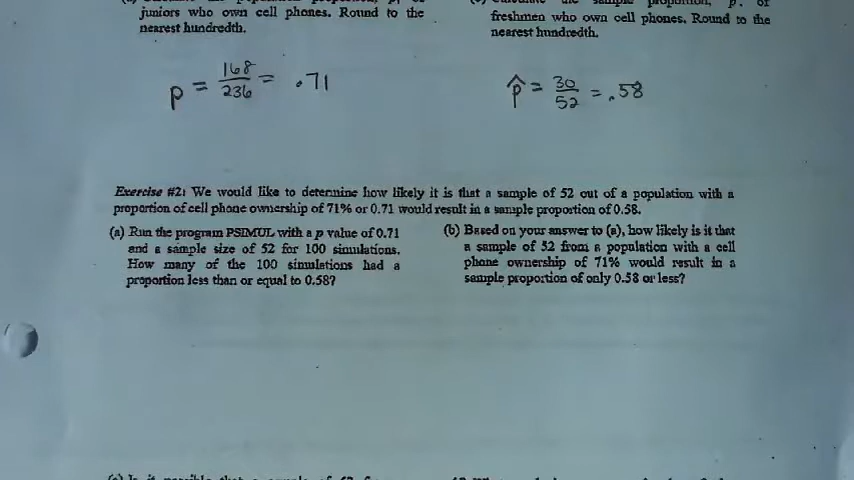 juniors who own cell phones. Round to the
nearest hundredth.
p = 168/236 = .71
sample proportion, p̂, of
freshmen who own cell phones. Round to the
nearest hundredth.
p̂ = 30/52 = .58
Exercise #2: We would like to determine how likely it is that a sample of 52 out of a population with a
proportion of cell phone ownership of 71% or 0.71 would result in a sample proportion of 0.58.
(a) Run the program PSIMUL with a p value of 0.71
and a sample size of 52 for 100 simulations.
How many of the 100 simulations had a
proportion less than or equal to 0.58?
(b) Based on your answer to (a), how likely is it that
a sample of 52 from a population with a cell
phone ownership of 71% would result in a
sample proportion of only 0.58 or less?